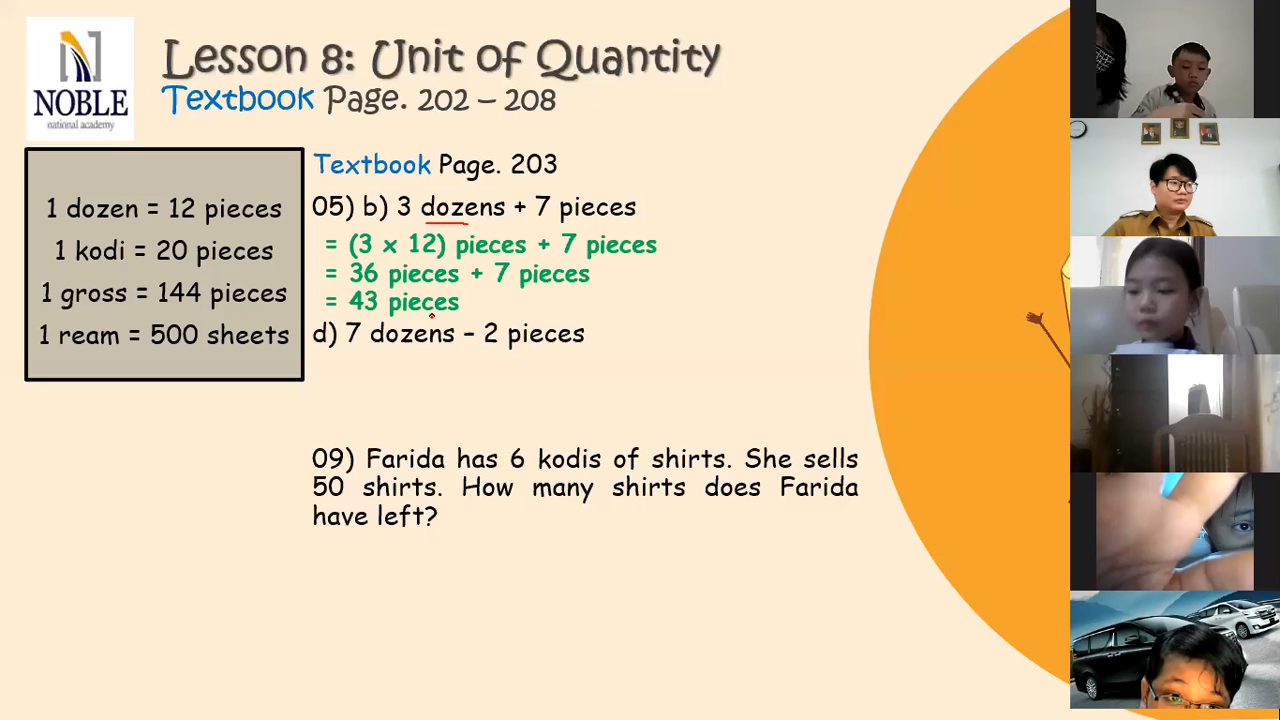 NOBLE
national academy
Lesson 8: Unit of Quantity
Textbook Page. 202 – 208
1 dozen = 12 pieces
1 kodi = 20 pieces
1 gross = 144 pieces
1 ream = 500 sheets
Textbook Page. 203
05) b) 3 dozens + 7 pieces
= (3 x 12) pieces + 7 pieces
= 36 pieces + 7 pieces
= 43 pieces
d) 7 dozens – 2 pieces
09) Farida has 6 kodis of shirts. She sells
50 shirts. How many shirts does Farida
have left?